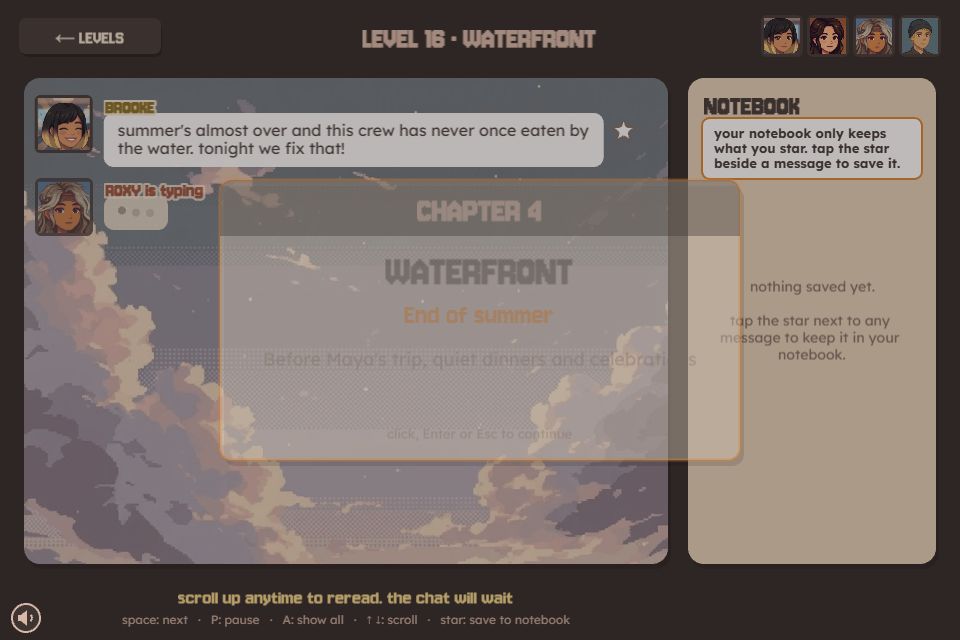 ← LEVELS
LEVEL 16 · WATERFRONT
BROOKE
summer's almost over and this crew has never once eaten by
the water. tonight we fix that!
ROXY is typing
CHAPTER 4
WATERFRONT
End of summer
Before Maya's trip, quiet dinners and celebrations
click, Enter or Esc to continue
NOTEBOOK
your notebook only keeps
what you star. tap the star
beside a message to save it.
nothing saved yet.
tap the star next to any
message to keep it in your
notebook.
scroll up anytime to reread. the chat will wait
space: next · P: pause · A: show all · ↑↓: scroll · star: save to notebook